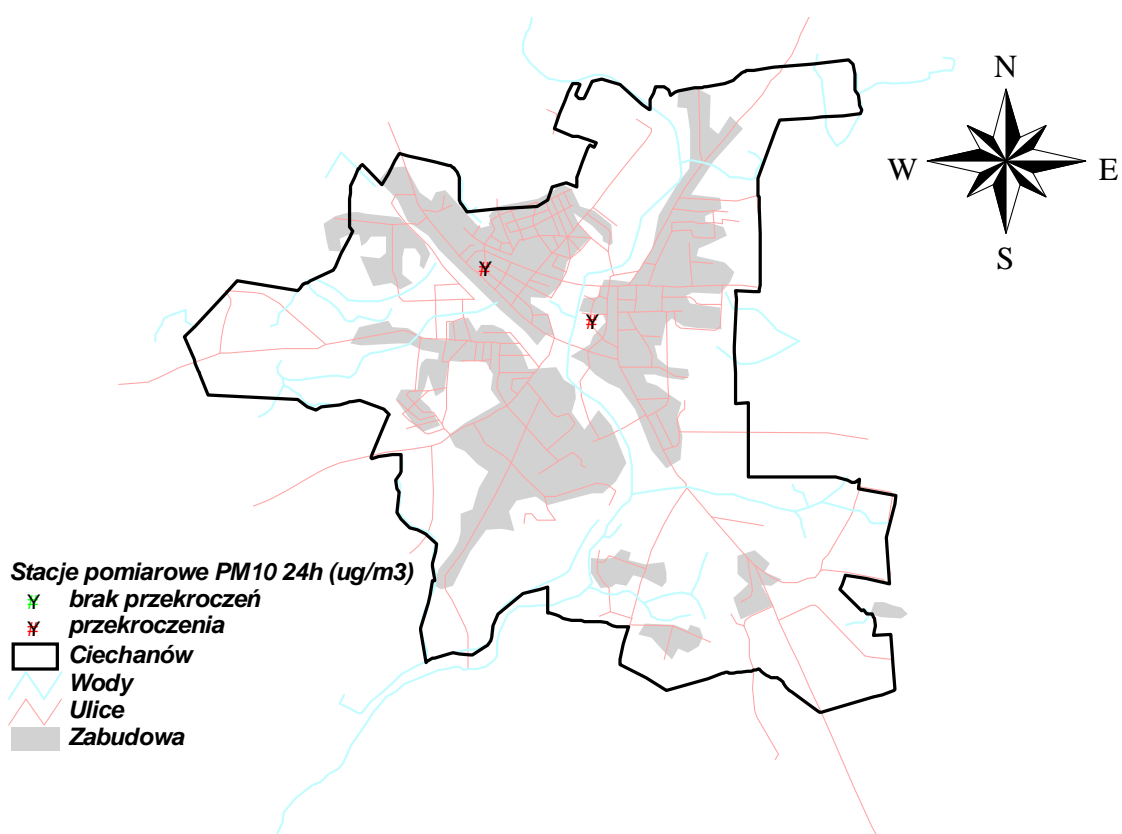 N
W
E
S
Stacje pomiarowe PM10 24h (ug/m3)
brak przekroczeń
przekroczenia
Ciechanów
Wody
Ulice
Zabudowa